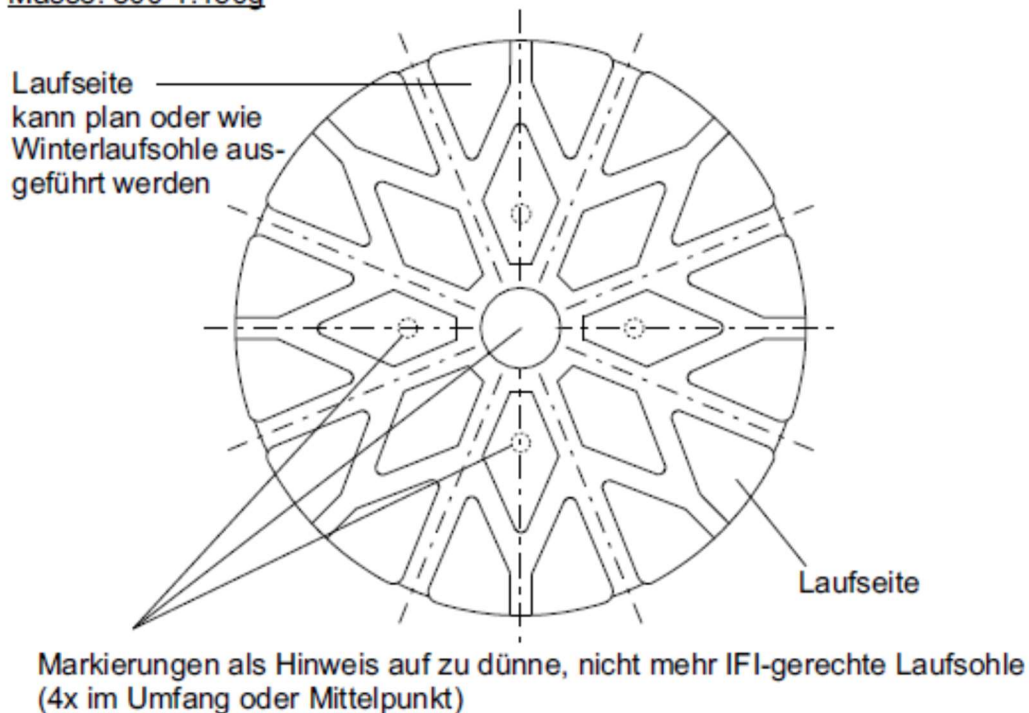 Laufseite
kann plan oder wie
Winterlaufsohle aus-
geführt werden
Laufseite
Markierungen als Hinweis auf zu dünne, nicht mehr IFI-gerechte Laufsohle
(4x im Umfang oder Mittelpunkt)